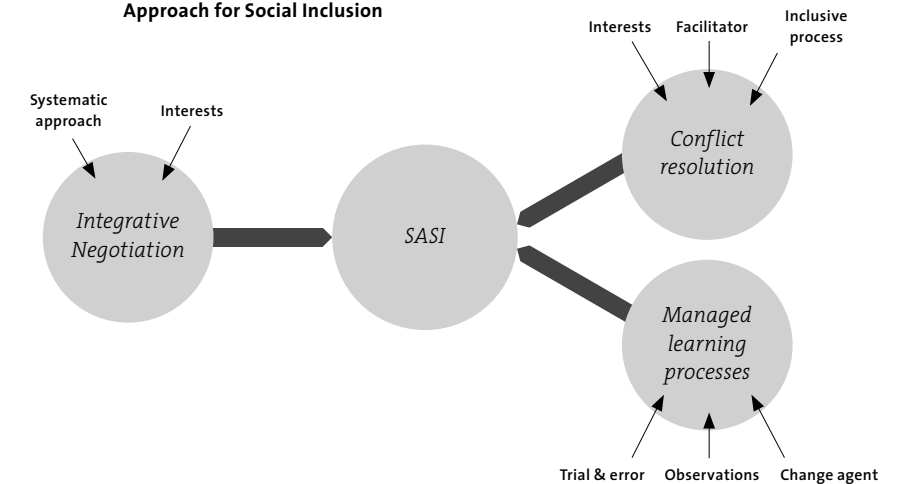 Approach for Social Inclusion
Interests
Facilitator
Inclusive
process
Systematic
approach
Interests
Conflict
resolution
Integrative
Negotiation
SASI
Managed
learning
processes
Trial & error
Observations
Change agent